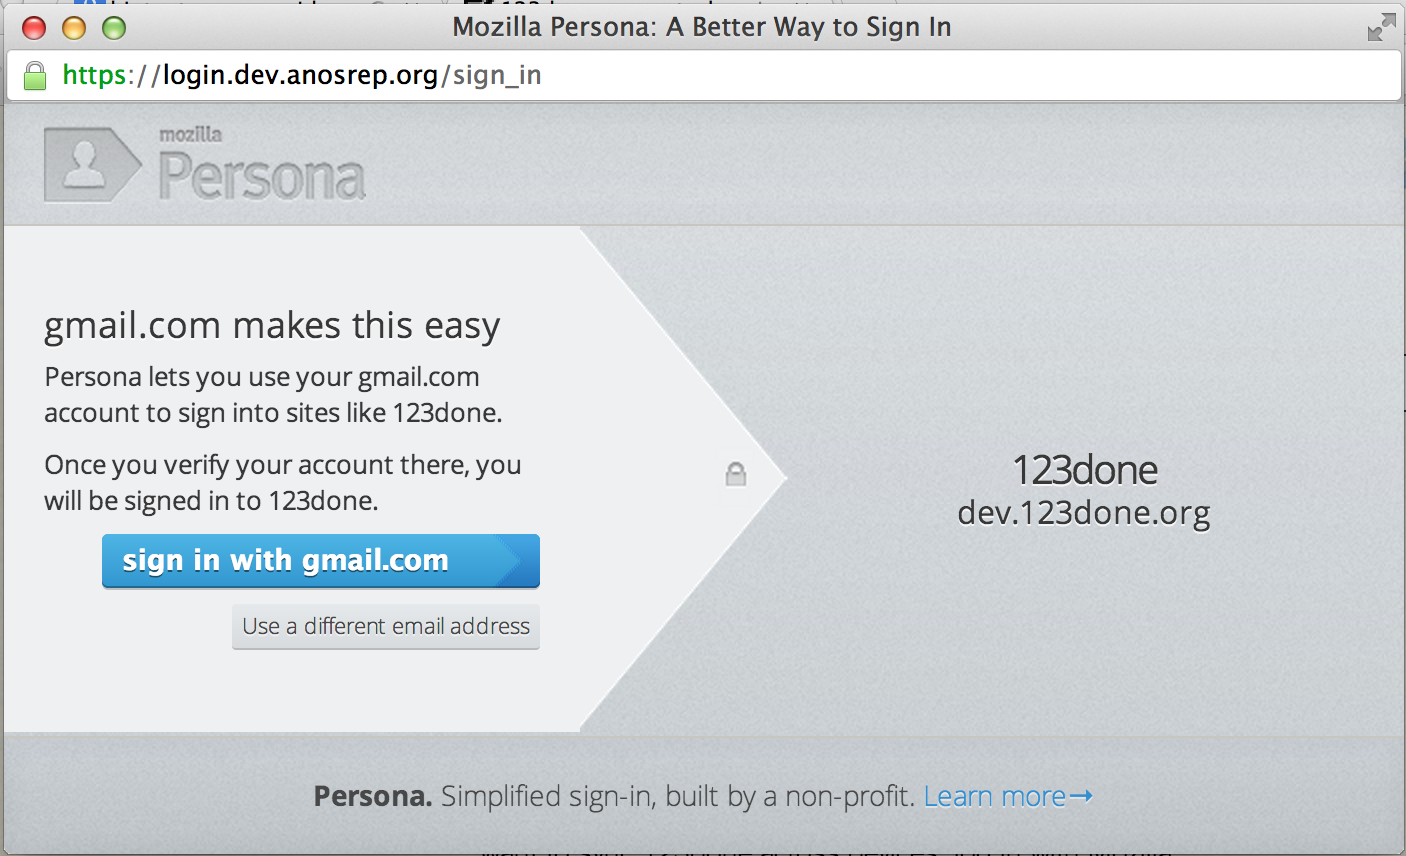 Mozilla Persona: A Better Way to Sign In
https://login.dev.anosrep.org/sign_in
mozilla
Persona
gmail.com makes this easy
Persona lets you use your gmail.com
account to sign into sites like 123done.
Once you verify your account there, you
will be signed in to 123done.
sign in with gmail.com
Use a different email address
123done
dev.123done.org
Persona. Simplified sign-in, built by a non-profit. Learn more→